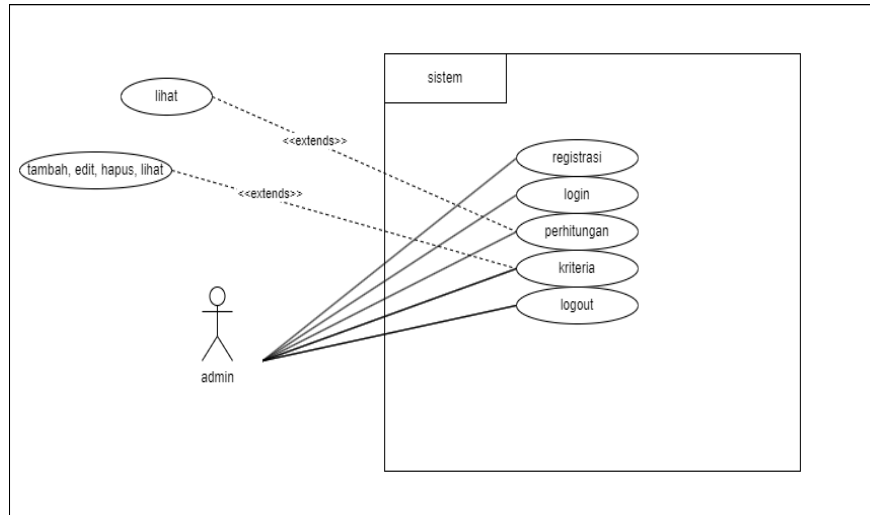 sistem
lihat
<<extends>>
registrasi
tambah, edit, hapus, lihat
<<extends>>
login
perhitungan
kriteria
logout
admin